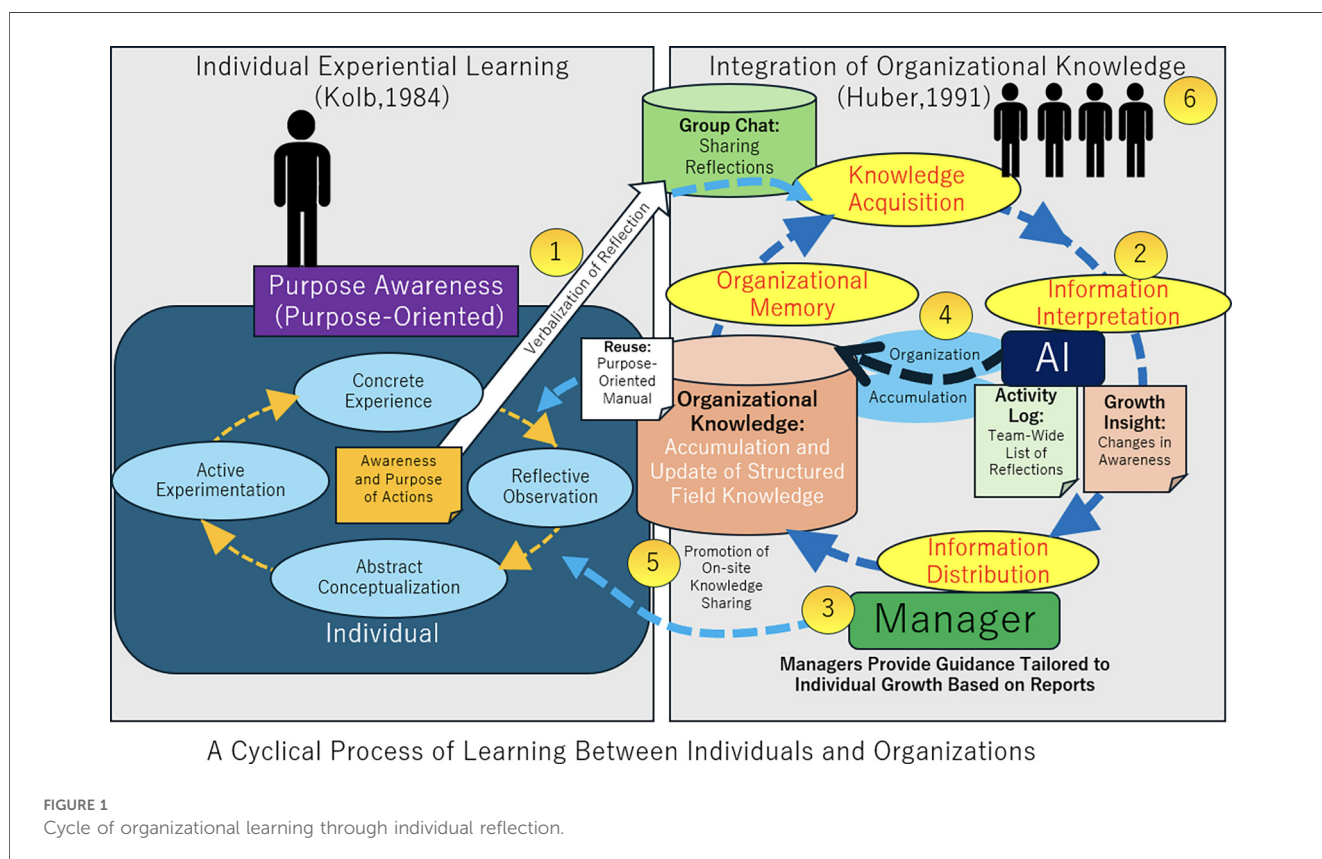 Individual Experiential Learning
(Kolb,1984)
Purpose Awareness
(Purpose-Oriented)
1
Verbalization of Reflection
Concrete
Experience
Active
Experimentation
Awareness
and Purpose
of Actions
Reflective
Observation
Abstract
Conceptualization
Individual
Integration of Organizational Knowledge
(Huber,1991)
6
Group Chat:
Sharing
Reflections
Knowledge
Acquisition
2
Organizational
Memory
Information
Interpretation
4
Organization
Accumulation
AI
Reuse:
Purpose-
Oriented
Manual
Organizational
Knowledge:
Accumulation and
Update of Structured
Field Knowledge
Activity
Log:
Team-Wide
List of
Reflections
Growth
Insight:
Changes in
Awareness
5
Promotion of
On-site
Knowledge
Sharing
Information
Distribution
3
Manager
Managers Provide Guidance Tailored to
Individual Growth Based on Reports
A Cyclical Process of Learning Between Individuals and Organizations
FIGURE 1
Cycle of organizational learning through individual reflection.